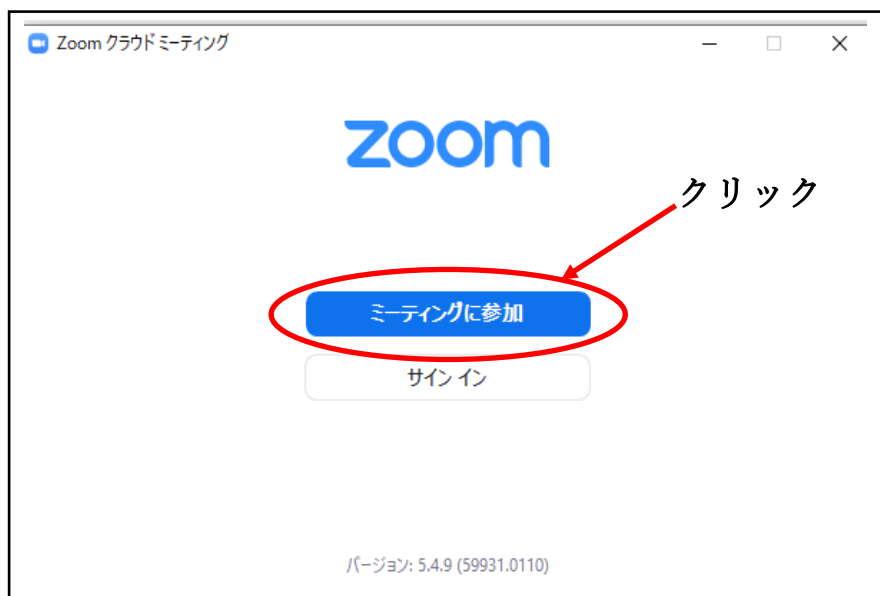 Zoom クラウド ミーティング
zoom
クリック
ミーティングに参加
サイン イン
バージョン: 5.4.9 (59931.0110)